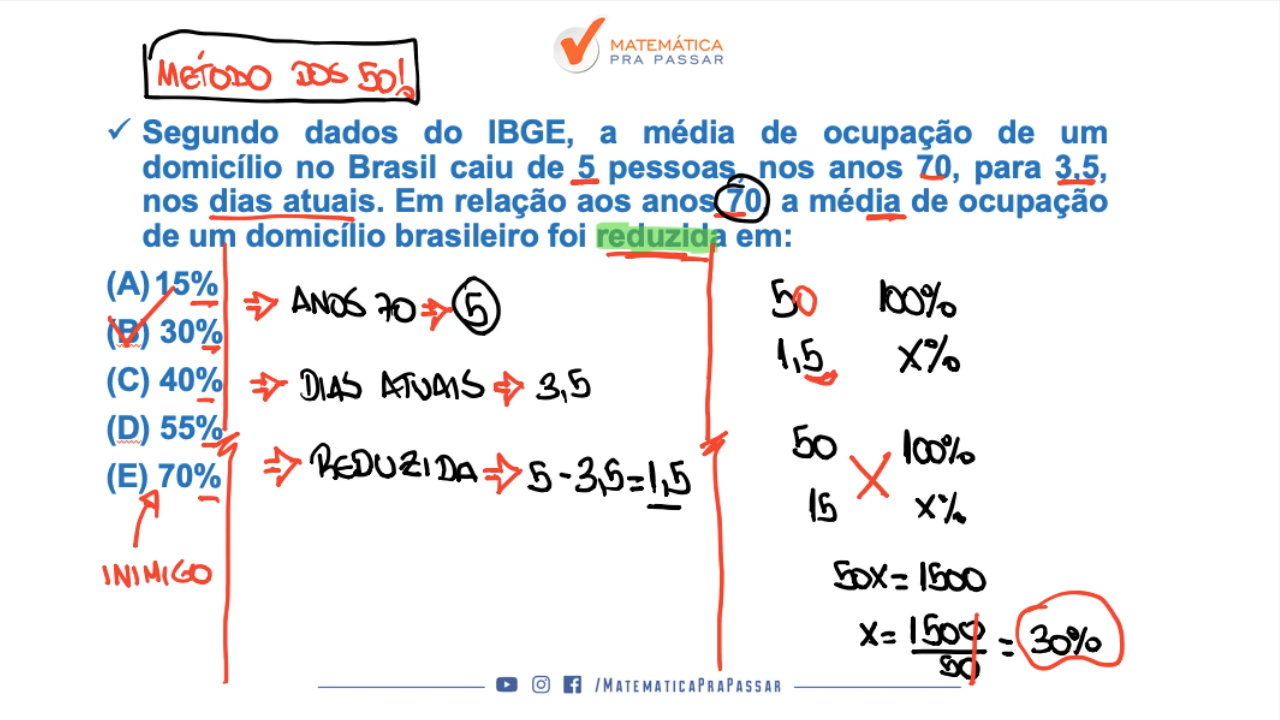 MÉTODO DOS 50!
MATEMÁTICA
PRA PASSAR
✓ Segundo dados do IBGE, a média de ocupação de um
domicílio no Brasil caiu de 5 pessoas, nos anos 70, para 3,5,
nos dias atuais. Em relação aos anos 70, a média de ocupação
de um domicílio brasileiro foi reduzida em:
(A) 15%
(B) 30%
(C) 40%
(D) 55%
(E) 70%
INIMIGO
⇒ ANOS 70 ⇒ 5
⇒ DIAS ATUAIS ⇒ 3,5
⇒ REDUZIDA ⇒ 5 - 3,5 = 1,5
50 100%
1,5 X%
50 100%
15 X%
50X = 1500
X = 1500/50 = 30%
/MATEMATICAPRAPASSAR